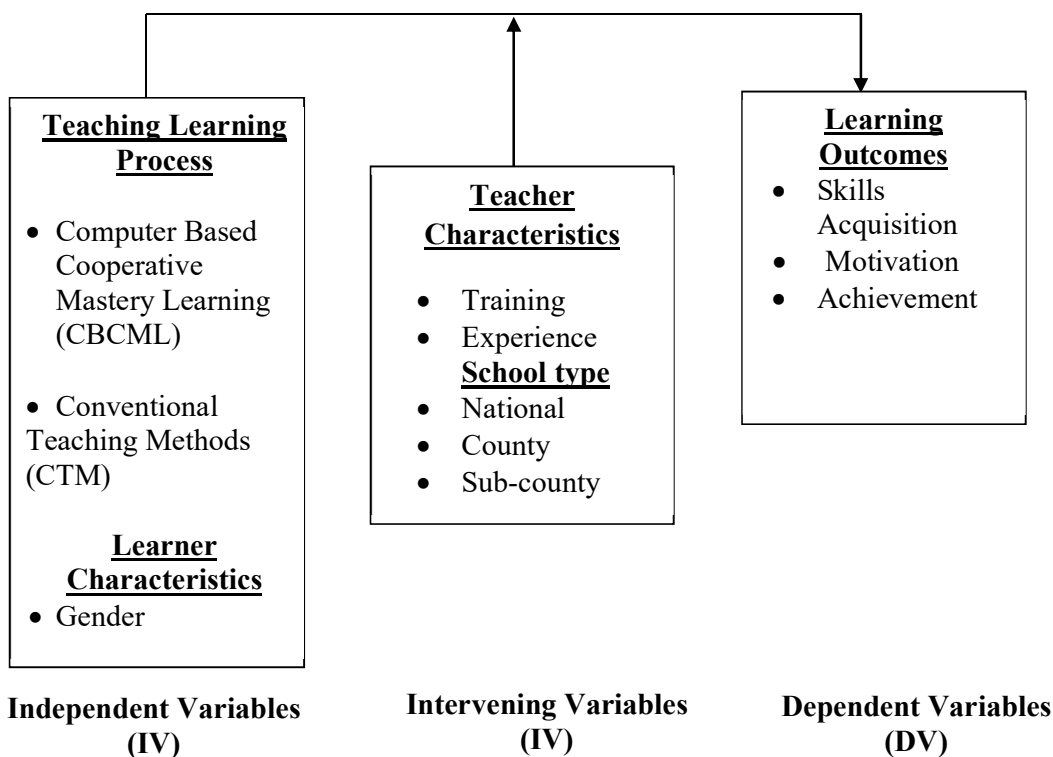 Teaching Learning
Process
• Computer Based
Cooperative
Mastery Learning
(CBCML)
• Conventional
Teaching Methods
(CTM)
Learner
Characteristics
• Gender
Independent Variables
(IV)
Teacher
Characteristics
• Training
• Experience
School type
• National
• County
• Sub-county
Intervening Variables
(IV)
Learning
Outcomes
• Skills
Acquisition
• Motivation
• Achievement
Dependent Variables
(DV)